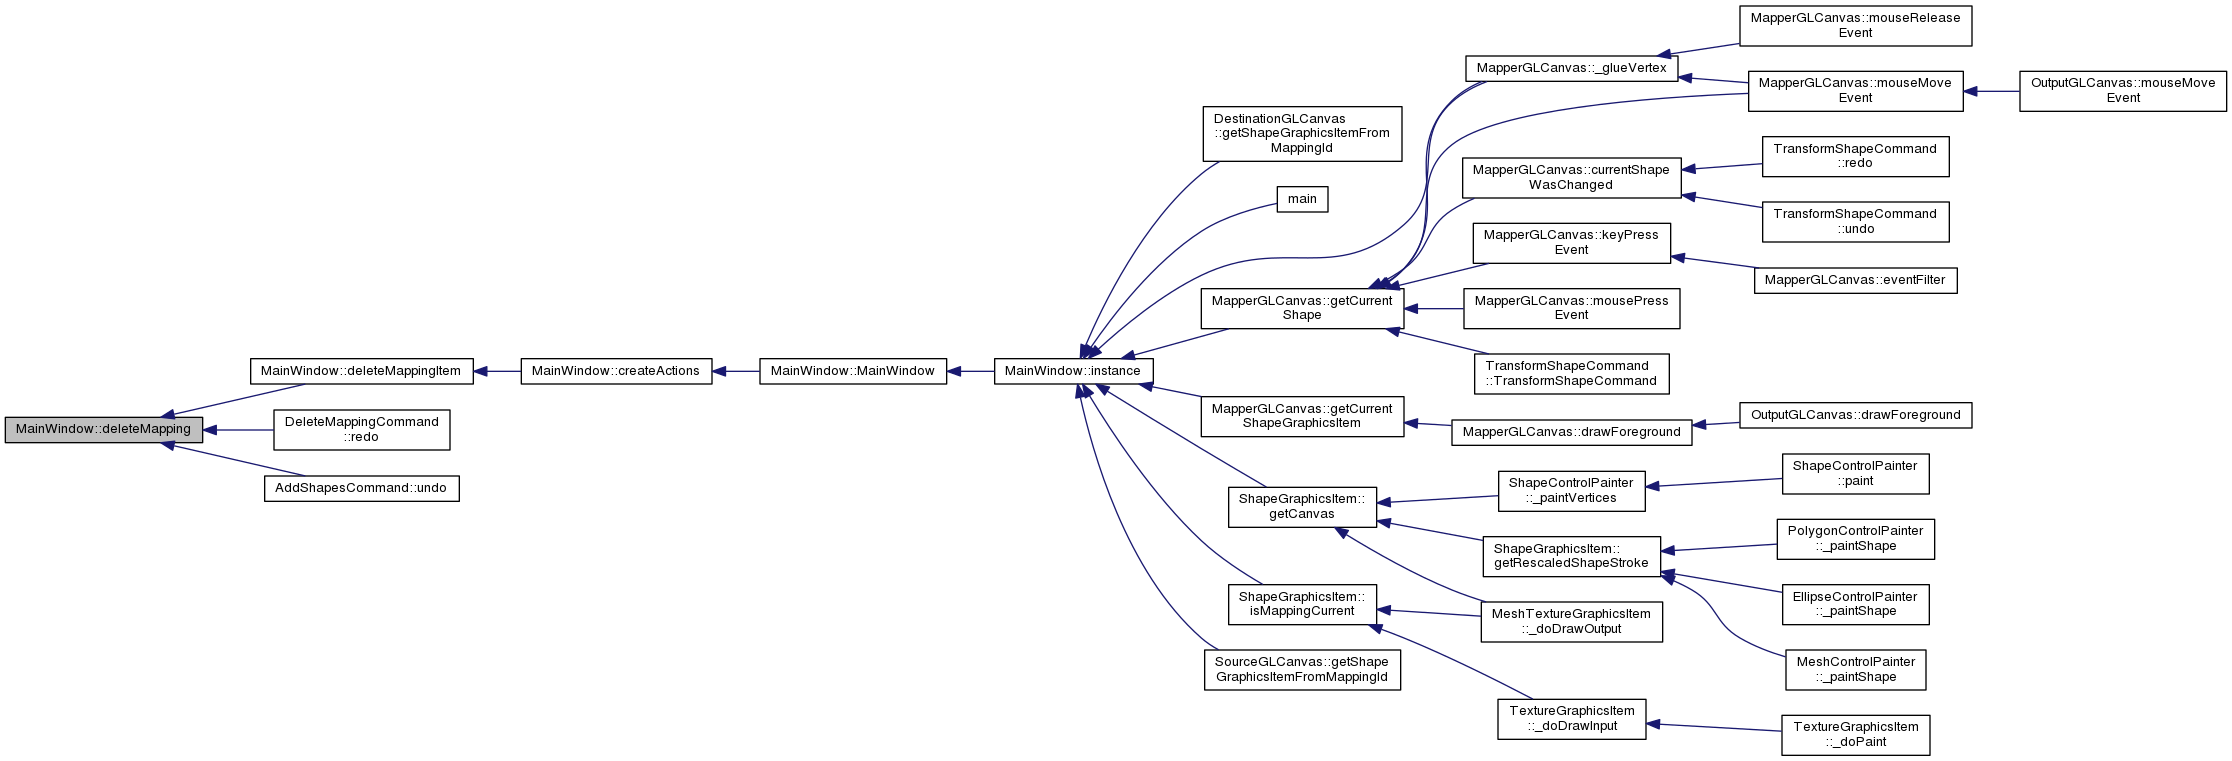 MapperGLCanvas::mouseRelease
Event
MapperGLCanvas::_glueVertex
MapperGLCanvas::mouseMove
Event
OutputGLCanvas::mouseMove
Event
DestinationGLCanvas
::getShapeGraphicsItemFrom
MappingId
TransformShapeCommand
::redo
MapperGLCanvas::currentShape
WasChanged
main
TransformShapeCommand
::undo
MapperGLCanvas::keyPress
Event
MapperGLCanvas::eventFilter
MapperGLCanvas::getCurrent
Shape
MapperGLCanvas::mousePress
Event
MainWindow::deleteMappingItem
MainWindow::createActions
MainWindow::MainWindow
MainWindow::instance
TransformShapeCommand
::TransformShapeCommand
MainWindow::deleteMapping
DeleteMappingCommand
::redo
MapperGLCanvas::getCurrent
ShapeGraphicsItem
MapperGLCanvas::drawForeground
OutputGLCanvas::drawForeground
AddShapesCommand::undo
ShapeGraphicsItem::
getCanvas
ShapeControlPainter
::_paintVertices
ShapeControlPainter
::paint
ShapeGraphicsItem::
getRescaledShapeStroke
PolygonControlPainter
::_paintShape
ShapeGraphicsItem::
isMappingCurrent
MeshTextureGraphicsItem
::_doDrawOutput
EllipseControlPainter
::_paintShape
SourceGLCanvas::getShape
GraphicsItemFromMappingId
MeshControlPainter
::_paintShape
TextureGraphicsItem
::_doDrawInput
TextureGraphicsItem
::_doPaint